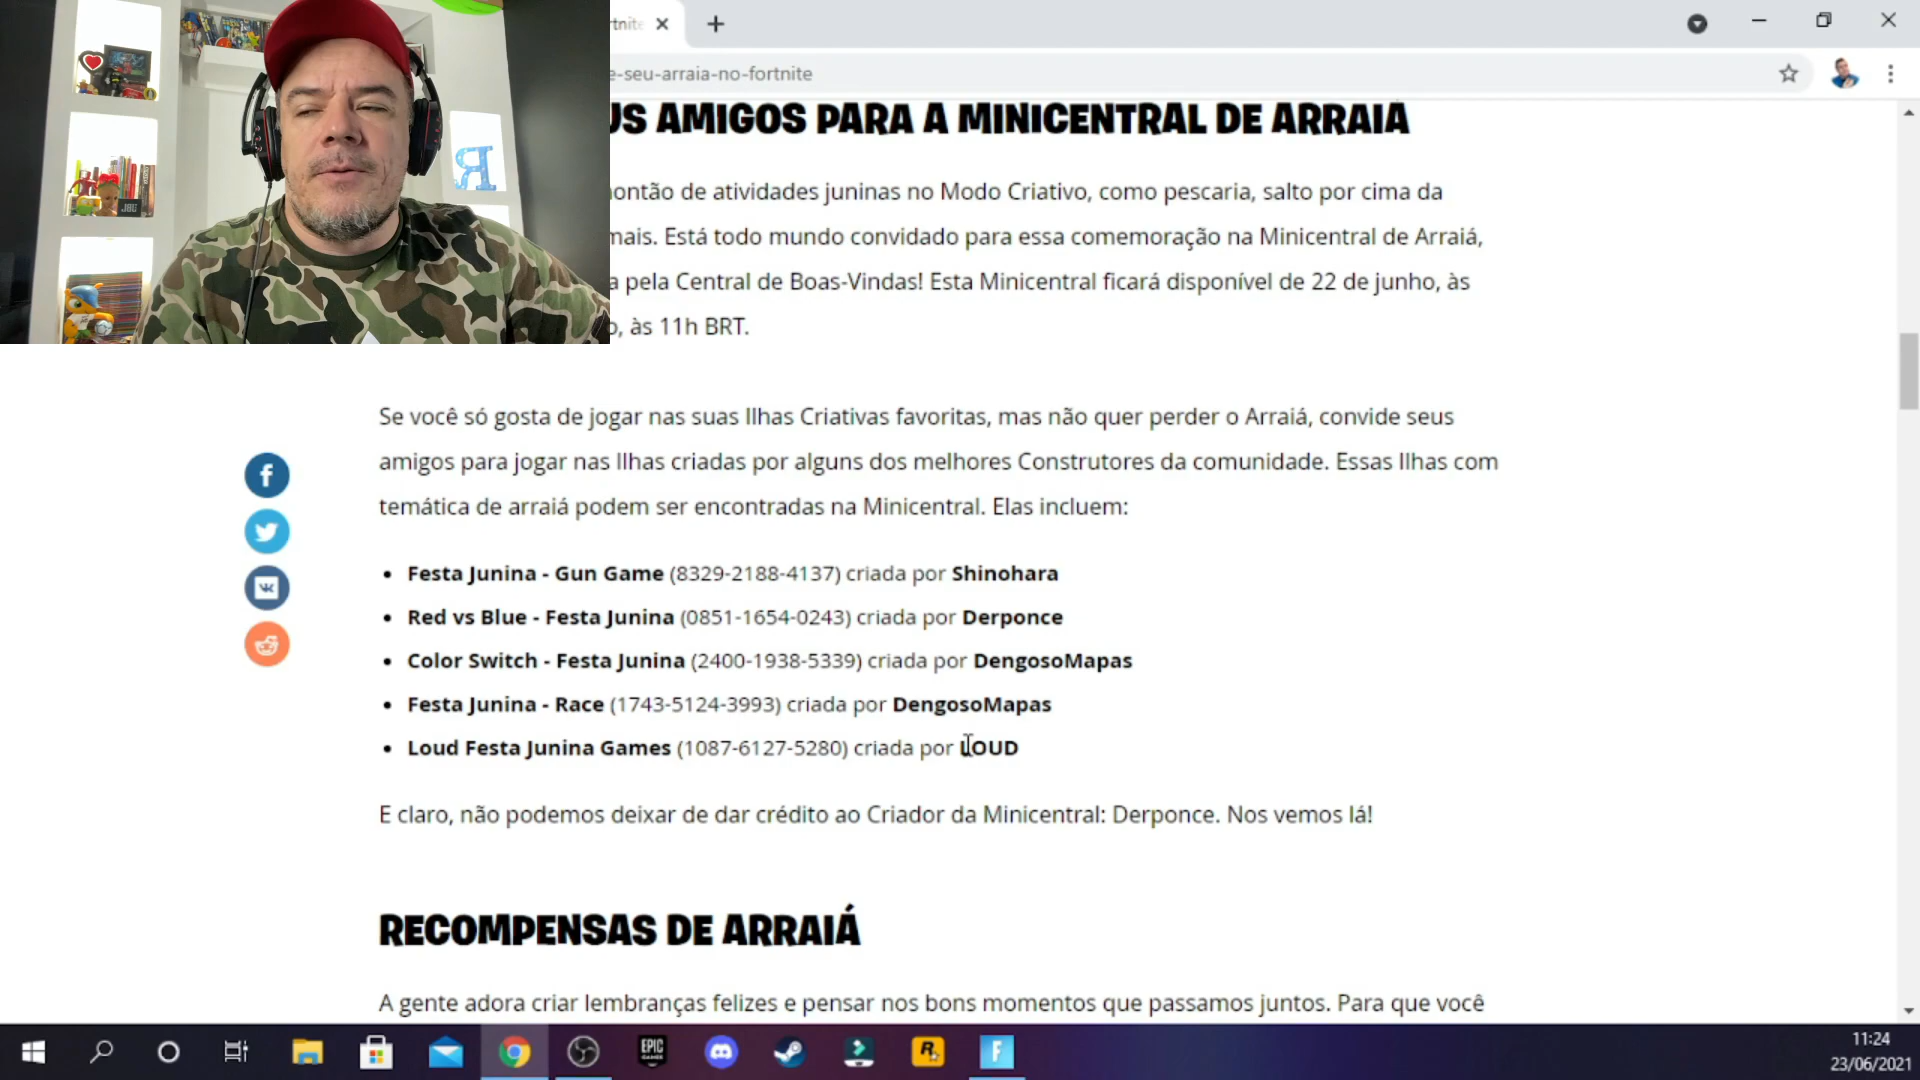 rtnite
e-seu-arraia-no-fortnite
US AMIGOS PARA A MINICENTRAL DE ARRAIÁ
montão de atividades juninas no Modo Criativo, como pescaria, salto por cima da
mais. Está todo mundo convidado para essa comemoração na Minicentral de Arraiá,
a pela Central de Boas-Vindas! Esta Minicentral ficará disponível de 22 de junho, às
o, às 11h BRT.
Se você só gosta de jogar nas suas Ilhas Criativas favoritas, mas não quer perder o Arraiá, convide seus
amigos para jogar nas Ilhas criadas por alguns dos melhores Construtores da comunidade. Essas Ilhas com
temática de arraiá podem ser encontradas na Minicentral. Elas incluem:
• Festa Junina - Gun Game (8329-2188-4137) criada por Shinohara
• Red vs Blue - Festa Junina (0851-1654-0243) criada por Derponce
• Color Switch - Festa Junina (2400-1938-5339) criada por DengosoMapas
• Festa Junina - Race (1743-5124-3993) criada por DengosoMapas
• Loud Festa Junina Games (1087-6127-5280) criada por LOUD
E claro, não podemos deixar de dar crédito ao Criador da Minicentral: Derponce. Nos vemos lá!
RECOMPENSAS DE ARRAIÁ
A gente adora criar lembranças felizes e pensar nos bons momentos que passamos juntos. Para que você
EPIC
GAMES
11:24
23/06/2021
JBL